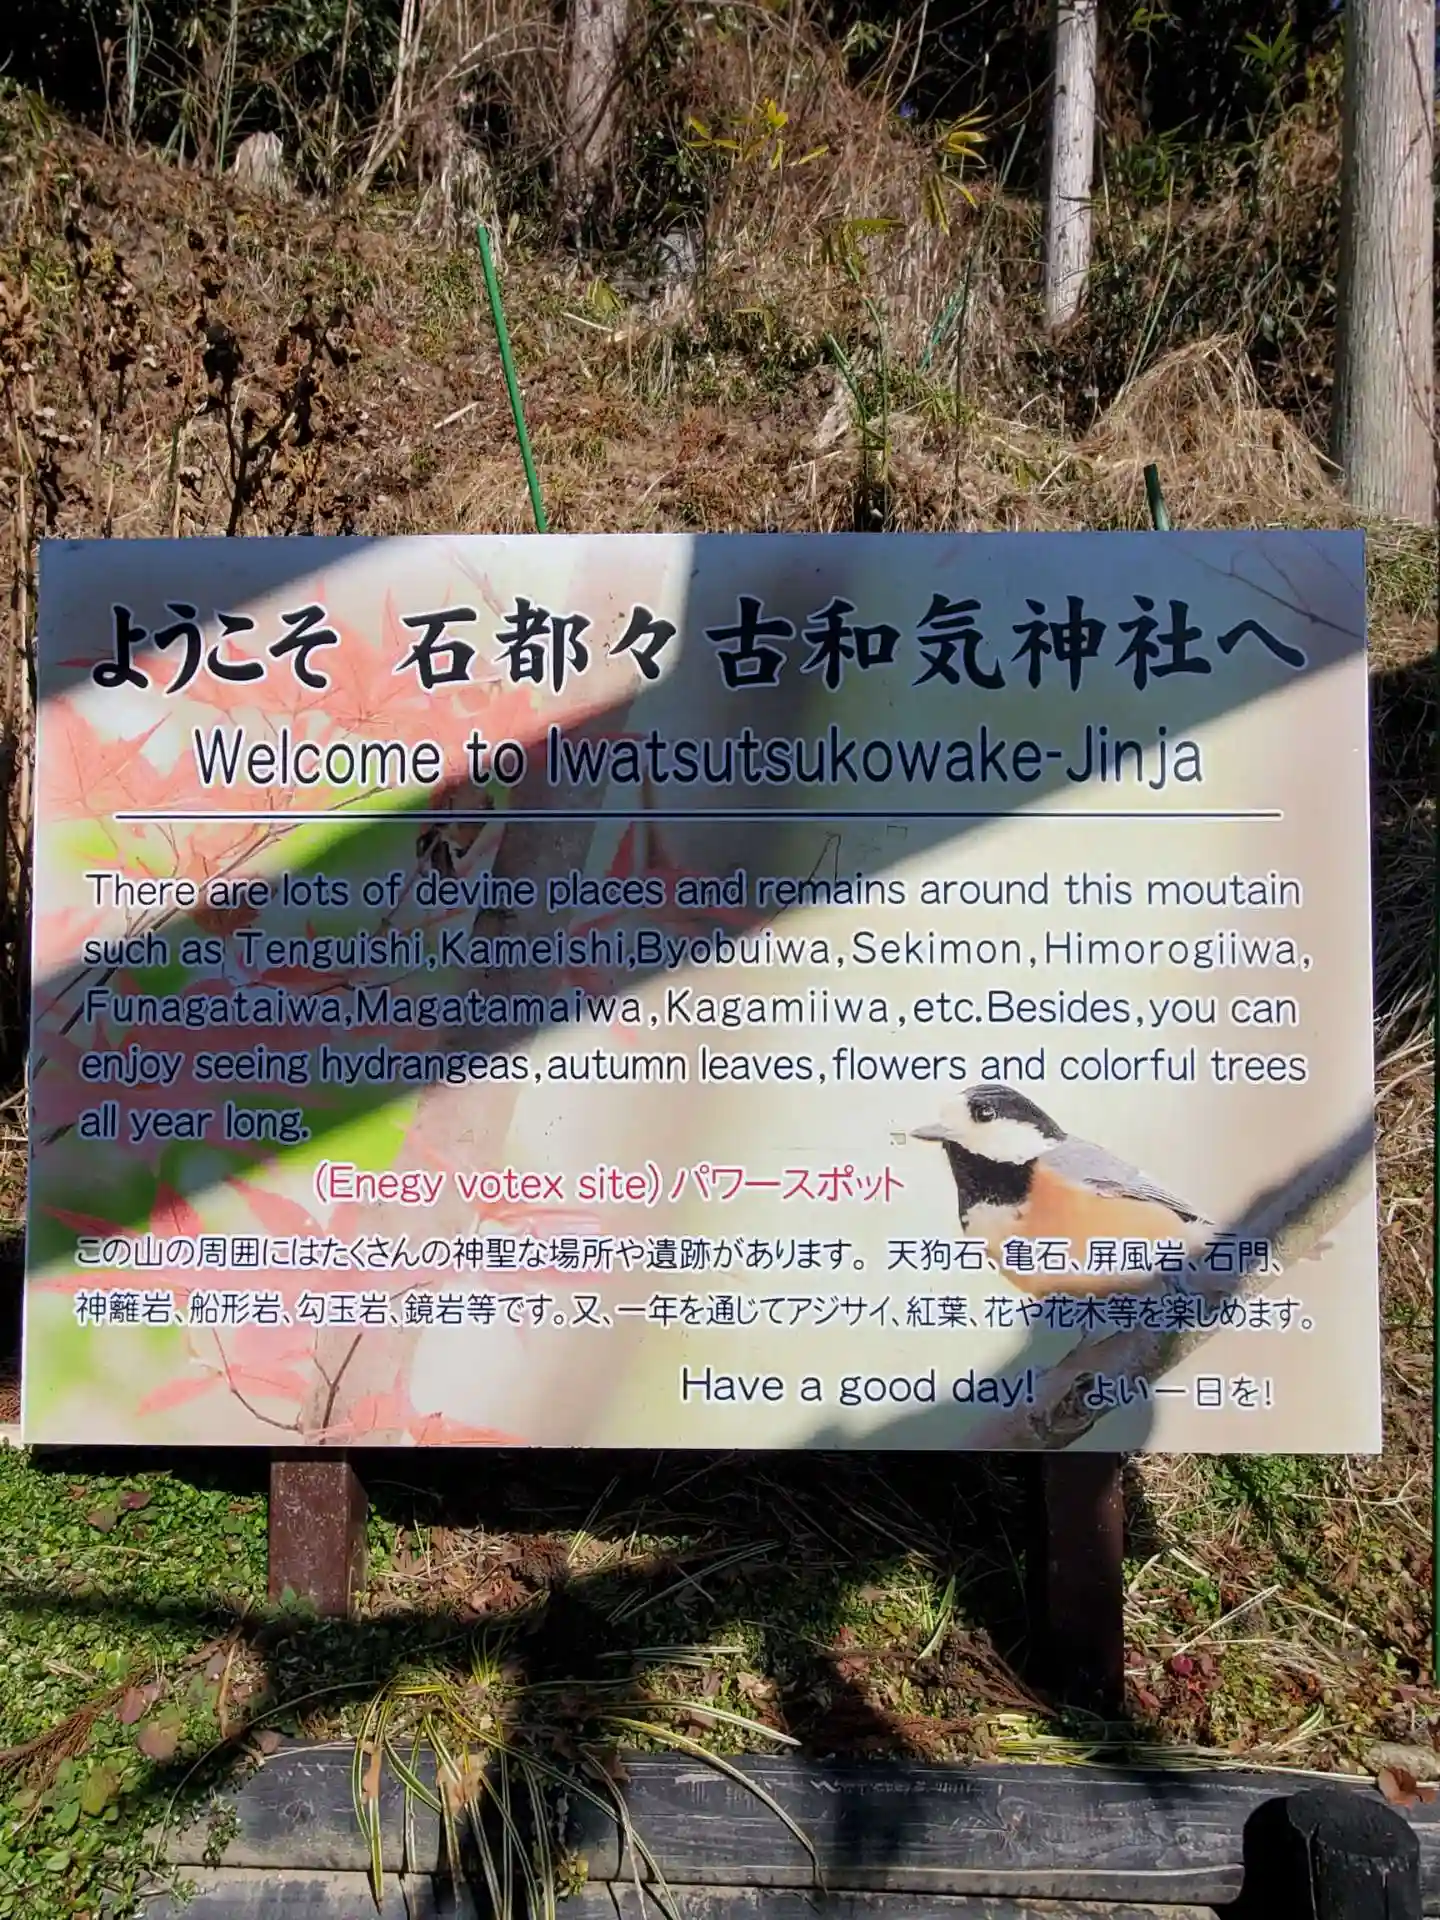 ようこそ 石都々古和気神社へ
Welcome to Iwatsutsukowake-Jinja
There are lots of devine places and remains around this moutain
such as Tenguishi,Kameishi,Byobuiwa,Sekimon,Himorogiiwa,
Funagataiwa,Magatamaiwa,Kagamiiwa,etc.Besides,you can
enjoy seeing hydrangeas,autumn leaves,flowers and colorful trees
all year long.
(Enegy votex site)パワースポット
この山の周囲にはたくさんの神聖な場所や遺跡があります。天狗石、亀石、屏風岩、石門、
神籬岩、船形岩、勾玉岩、鏡岩等です。又、一年を通じてアジサイ、紅葉、花や花木等を楽しめます。
Have a good day! よい一日を!